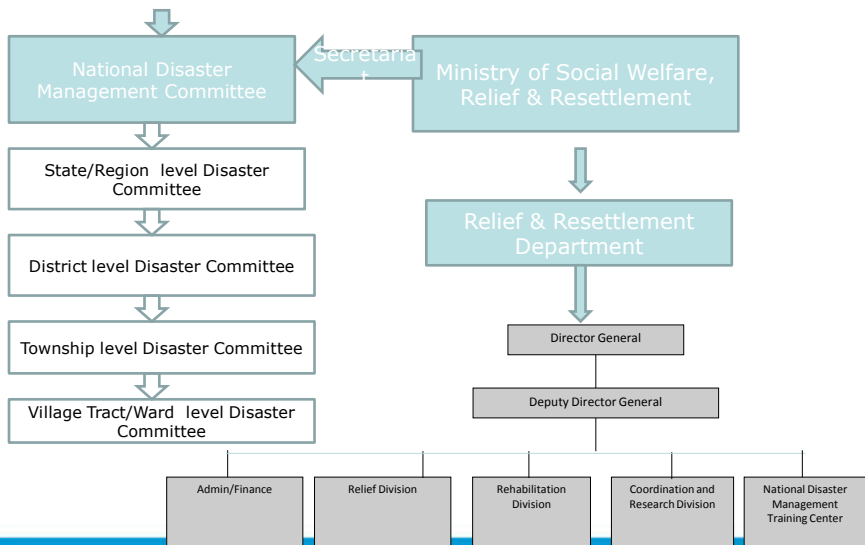 National Disaster
Management Committee
Secretaria
t
Ministry of Social Welfare,
Relief & Resettlement
State/Region level Disaster
Committee
Relief & Resettlement
Department
District level Disaster Committee
Township level Disaster Committee
Director General
Village Tract/Ward level Disaster
Committee
Deputy Director General
Admin/Finance
Relief Division
Rehabilitation
Division
Coordination and
Research Division
National Disaster
Management
Training Center